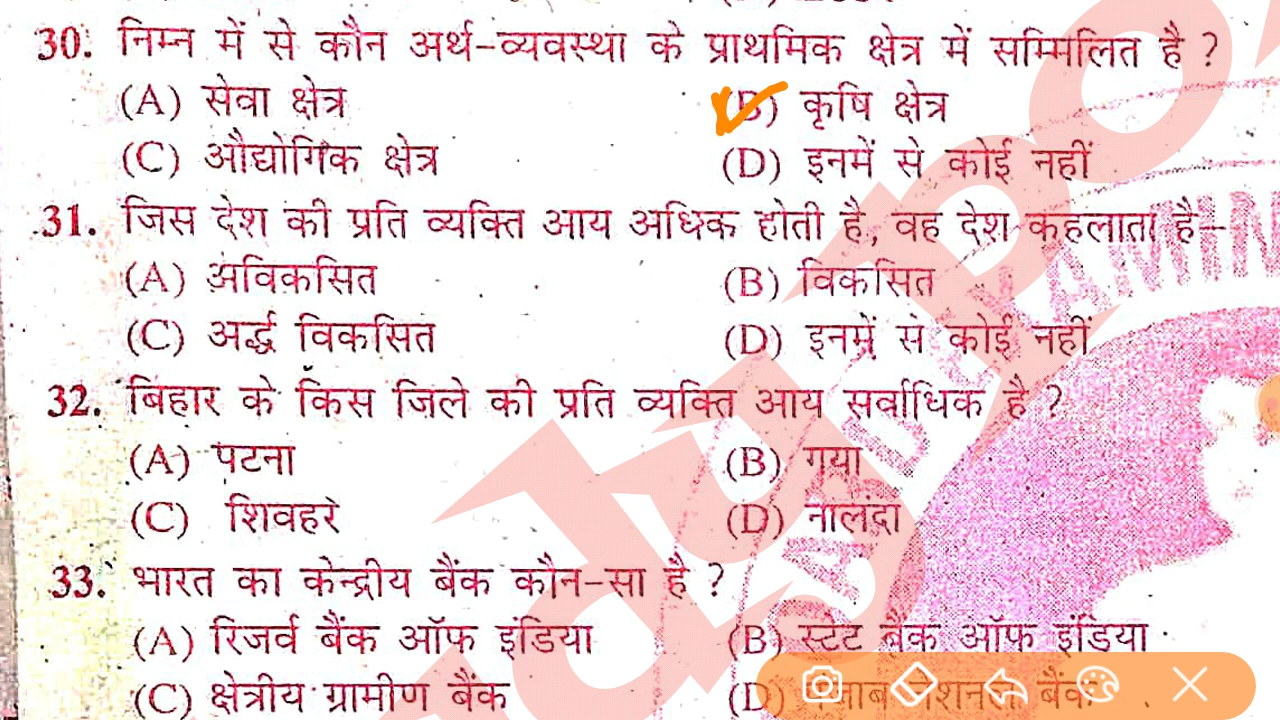 30. निम्न में से कौन अर्थ-व्यवस्था के प्राथमिक क्षेत्र में सम्मिलित है ?
(A) सेवा क्षेत्र (B) कृषि क्षेत्र
(C) औद्योगिक क्षेत्र (D) इनमें से कोई नहीं
31. जिस देश की प्रति व्यक्ति आय अधिक होती है, वह देश कहलाता है–
(A) अविकसित (B) विकसित
(C) अर्द्ध विकसित (D) इनमें से कोई नहीं
32. बिहार के किस जिले की प्रति व्यक्ति आय सर्वाधिक है ?
(A) पटना (B) गया
(C) शिवहर (D) नालंदा
33. भारत का केन्द्रीय बैंक कौन-सा है ?
(A) रिजर्व बैंक ऑफ इंडिया (B) स्टेट बैंक ऑफ इंडिया
(C) क्षेत्रीय ग्रामीण बैंक (D) पंजाब नेशनल बैंक